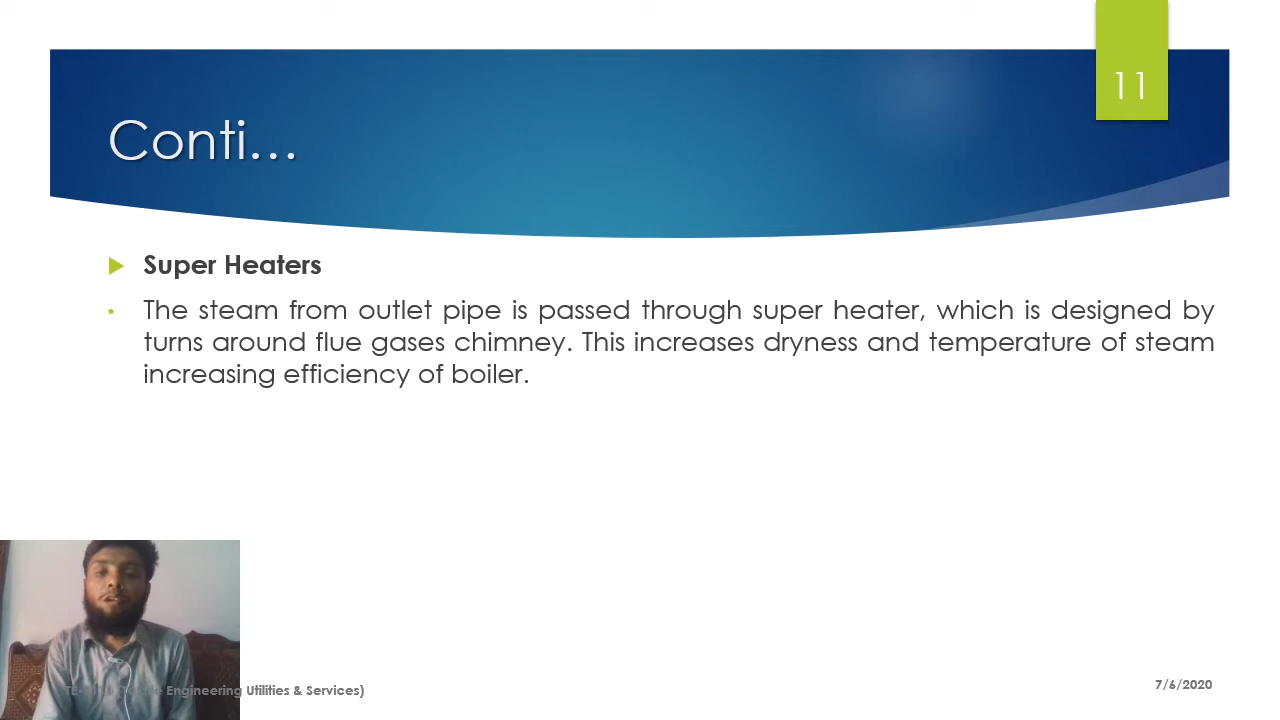 11
Conti...
Super Heaters
The steam from outlet pipe is passed through super heater, which is designed by
turns around flue gases chimney. This increases dryness and temperature of steam
increasing efficiency of boiler.
Engineering Utilities & Services)
7/6/2020